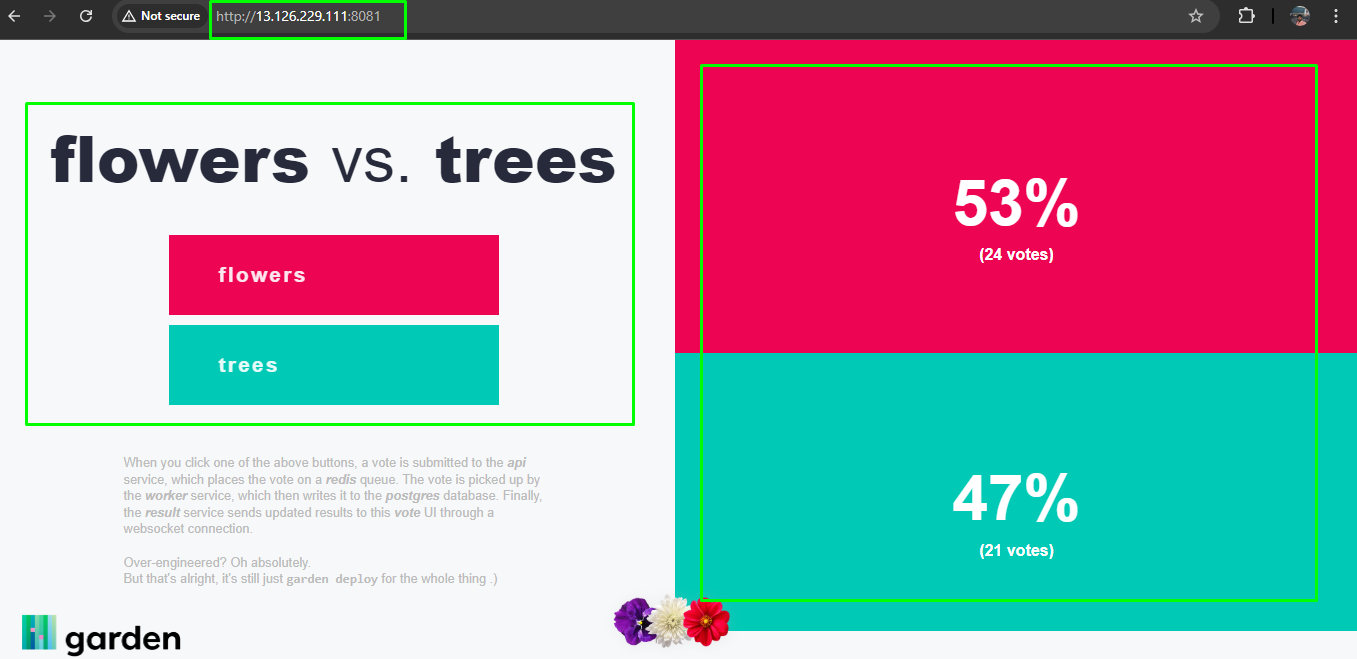 Not secure
http://13.126.229.111:8081
flowers vs. trees
flowers
trees
When you click one of the above buttons, a vote is submitted to the api
service, which places the vote on a redis queue. The vote is picked up by
the worker service, which then writes it to the postgres database. Finally,
the result service sends updated results to this vote UI through a
websocket connection.
Over-engineered? Oh absolutely.
But that's alright, it's still just garden deploy for the whole thing .)
garden
53%
(24 votes)
47%
(21 votes)